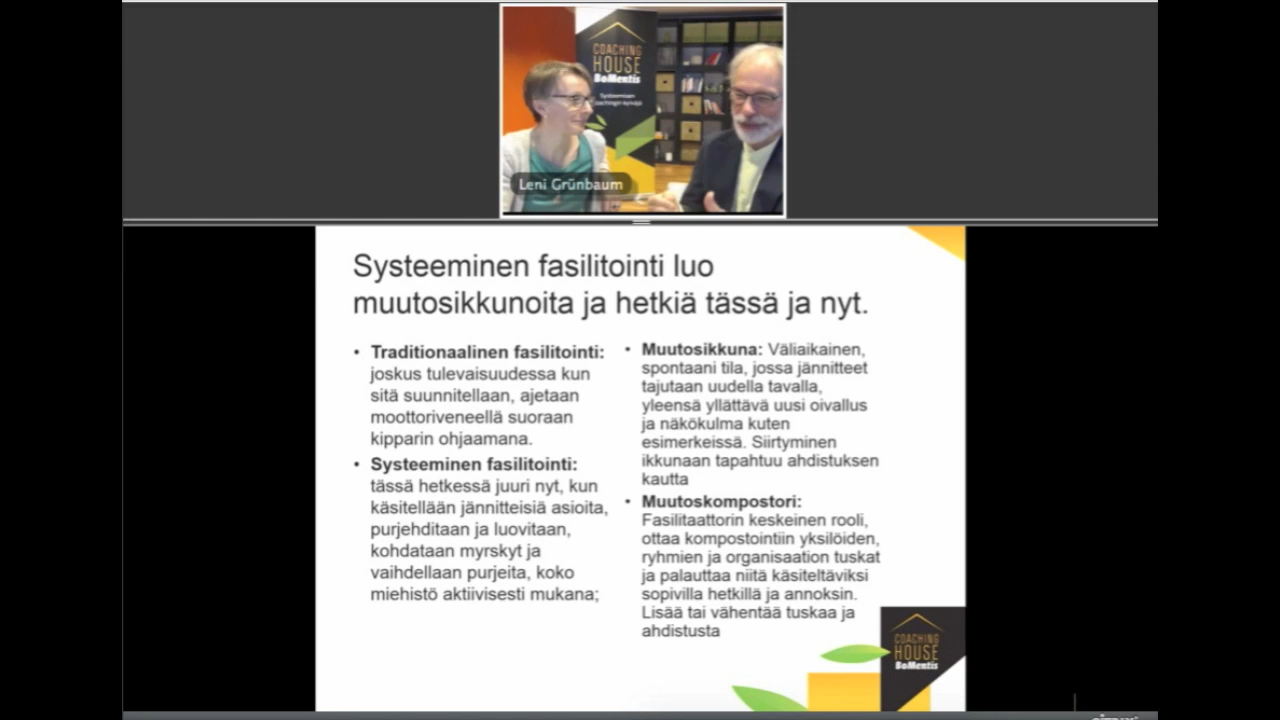 COACHING
HOUSE
BoMentis
Systeemisen
Leni Grünbaum
Systeeminen fasilitointi luo
muutosikkunoita ja hetkiä tässä ja nyt.
• Traditionaalinen fasilitointi:
joskus tulevaisuudessa kun
sitä suunnitellaan, ajetaan
moottoriveneellä suoraan
kipparin ohjaamana.
• Systeeminen fasilitointi:
tässä hetkessä juuri nyt, kun
käsitellään jännitteisiä asioita,
purjehditaan ja luovitaan,
kohdataan myrskyt ja
vaihdellaan purjeita, koko
miehistö aktiivisesti mukana;
• Muutosikkuna: Väliaikainen,
spontaani tila, jossa jännitteet
tajutaan uudella tavalla,
yleensä yllättävä uusi oivallus
ja näkökulma kuten
esimerkeissä. Siirtyminen
ikkunaan tapahtuu ahdistuksen
kautta
• Muutoskompostori:
Fasilitaattorin keskeinen rooli,
ottaa kompostointiin yksilöiden,
ryhmien ja organisaation tuskat
ja palauttaa niitä käsiteltäviksi
sopivilla hetkillä ja annoksin.
Lisää tai vähentää tuskaa ja
ahdistusta
COACHING
HOUSE
BoMentis